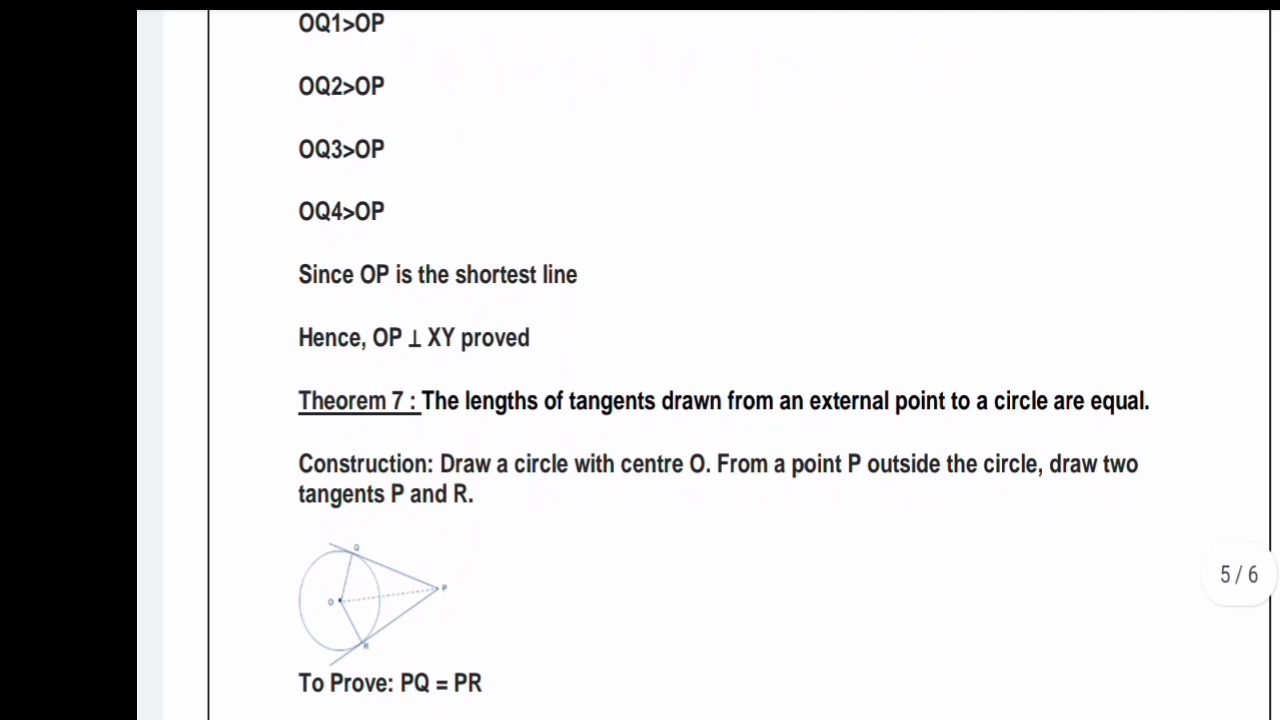 OQ1>OP
OQ2>OP
OQ3>OP
OQ4>OP
Since OP is the shortest line
Hence, OP ⊥ XY proved
Theorem 7 : The lengths of tangents drawn from an external point to a circle are equal.
Construction: Draw a circle with centre O. From a point P outside the circle, draw two
tangents P and R.
Q
O
P
R
5 / 6
To Prove: PQ = PR